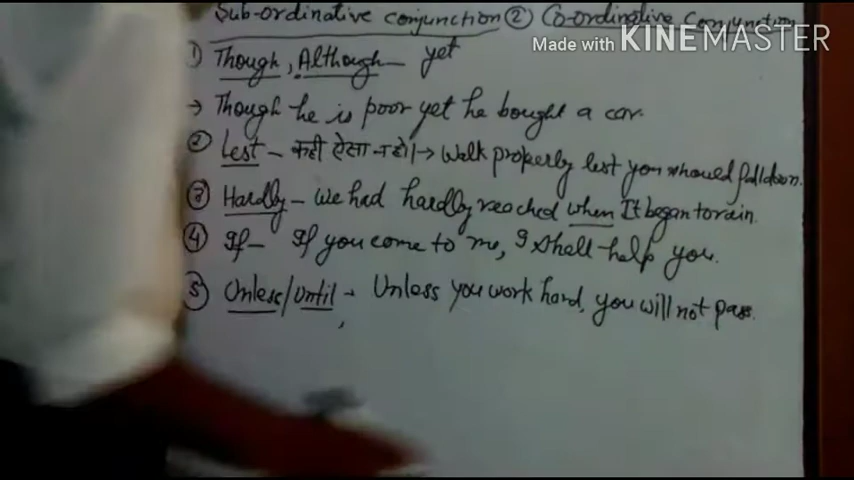 Sub-ordinative conjunction ② Co-ordinative Conjunction
Made with KINEMASTER
① Though, Although - yet
→ Though he is poor yet he bought a car.
② Lest - कही ऐसा न हो।→ Walk properly lest you should fall down.
③ Hardly - We had hardly reached when It began to rain.
④ If - If you come to me, I shall help you.
⑤ Unless/Until → Unless you work hard, you will not pass.